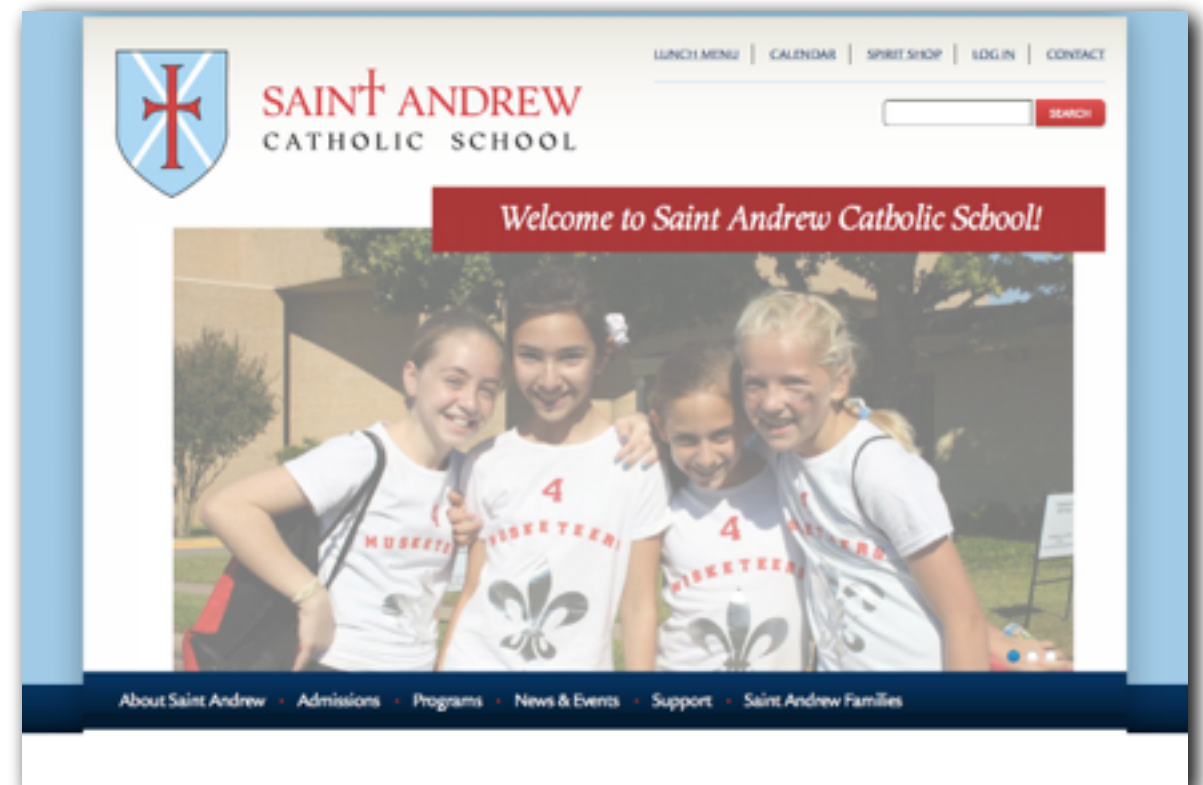 LUNCH MENU | CALENDAR | SPIRIT SHOP | LOG IN | CONTACT
SAINT ANDREW
CATHOLIC SCHOOL
SEARCH
Welcome to Saint Andrew Catholic School!
4
4
MUSKETEERS
MUSKETEERS
About Saint Andrew • Admissions • Programs • News & Events • Support • Saint Andrew Families